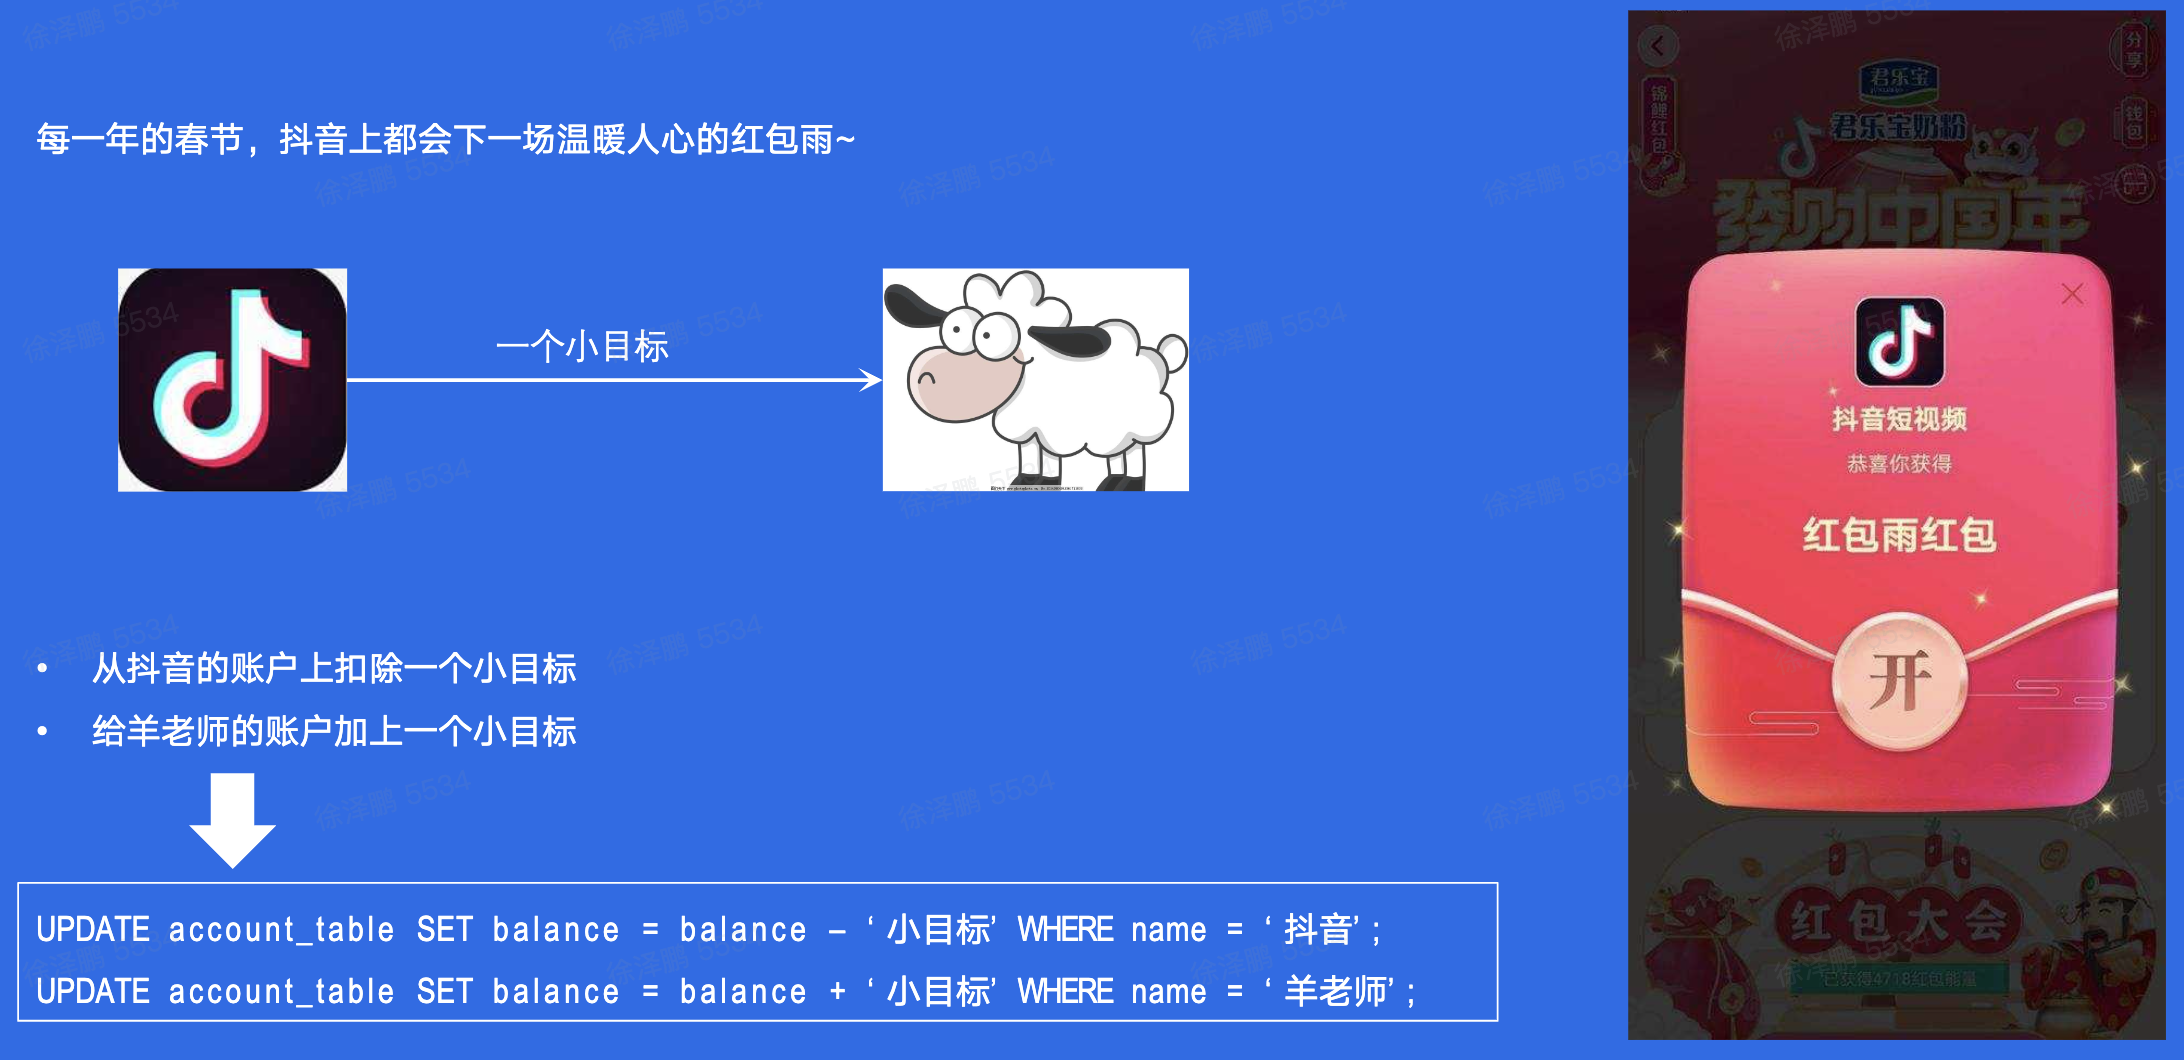 每一年的春节，抖音上都会下一场温暖人心的红包雨~
一个小目标
• 从抖音的账户上扣除一个小目标
• 给羊老师的账户加上一个小目标
UPDATE account_table SET balance = balance – ‘小目标’ WHERE name = ‘抖音’;
UPDATE account_table SET balance = balance + ‘小目标’ WHERE name = ‘羊老师’;
分享
君乐宝
锦鲤红包
钱包
君乐宝奶粉
發财中国年
抖音短视频
恭喜你获得
红包雨红包
开
红包大会
已获得4718红包能量
徐泽鹏 5534